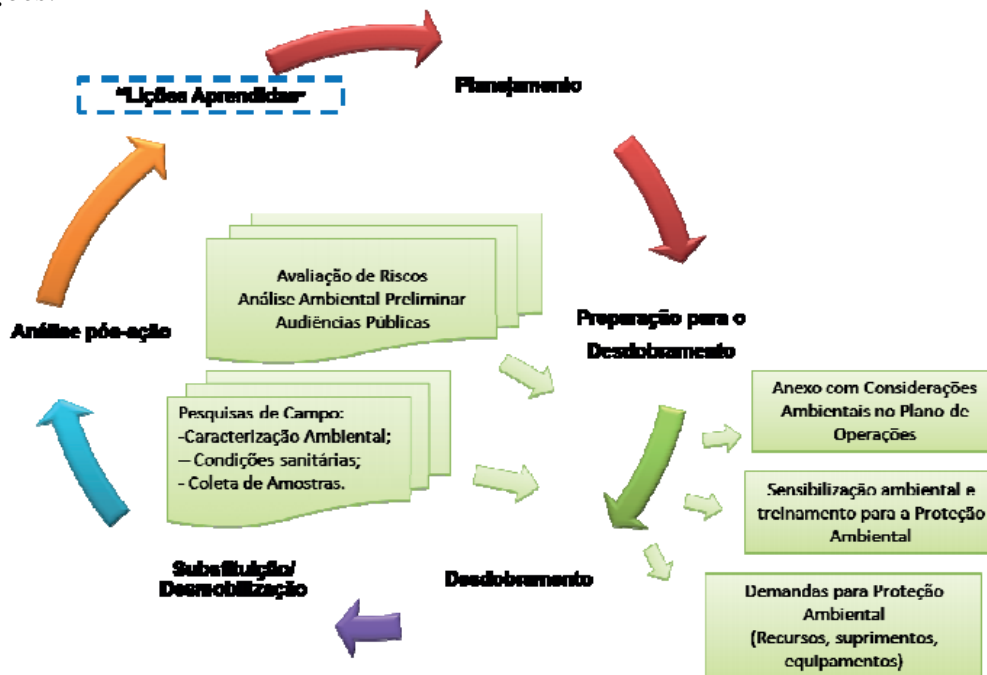 "Lições Aprendidas"
Planejamento
Avaliação de Riscos
Análise Ambiental Preliminar
Audiências Públicas
Análise pós-ação
Preparação para o
Desdobramento
Pesquisas de Campo:
-Caracterização Ambiental;
– Condições sanitárias;
- Coleta de Amostras.
Anexo com Considerações
Ambientais no Plano de
Operações
Sensibilização ambiental e
treinamento para a Proteção
Ambiental
Substituição/
Desmobilização
Desdobramento
Demandas para Proteção
Ambiental
(Recursos, suprimentos,
equipamentos)